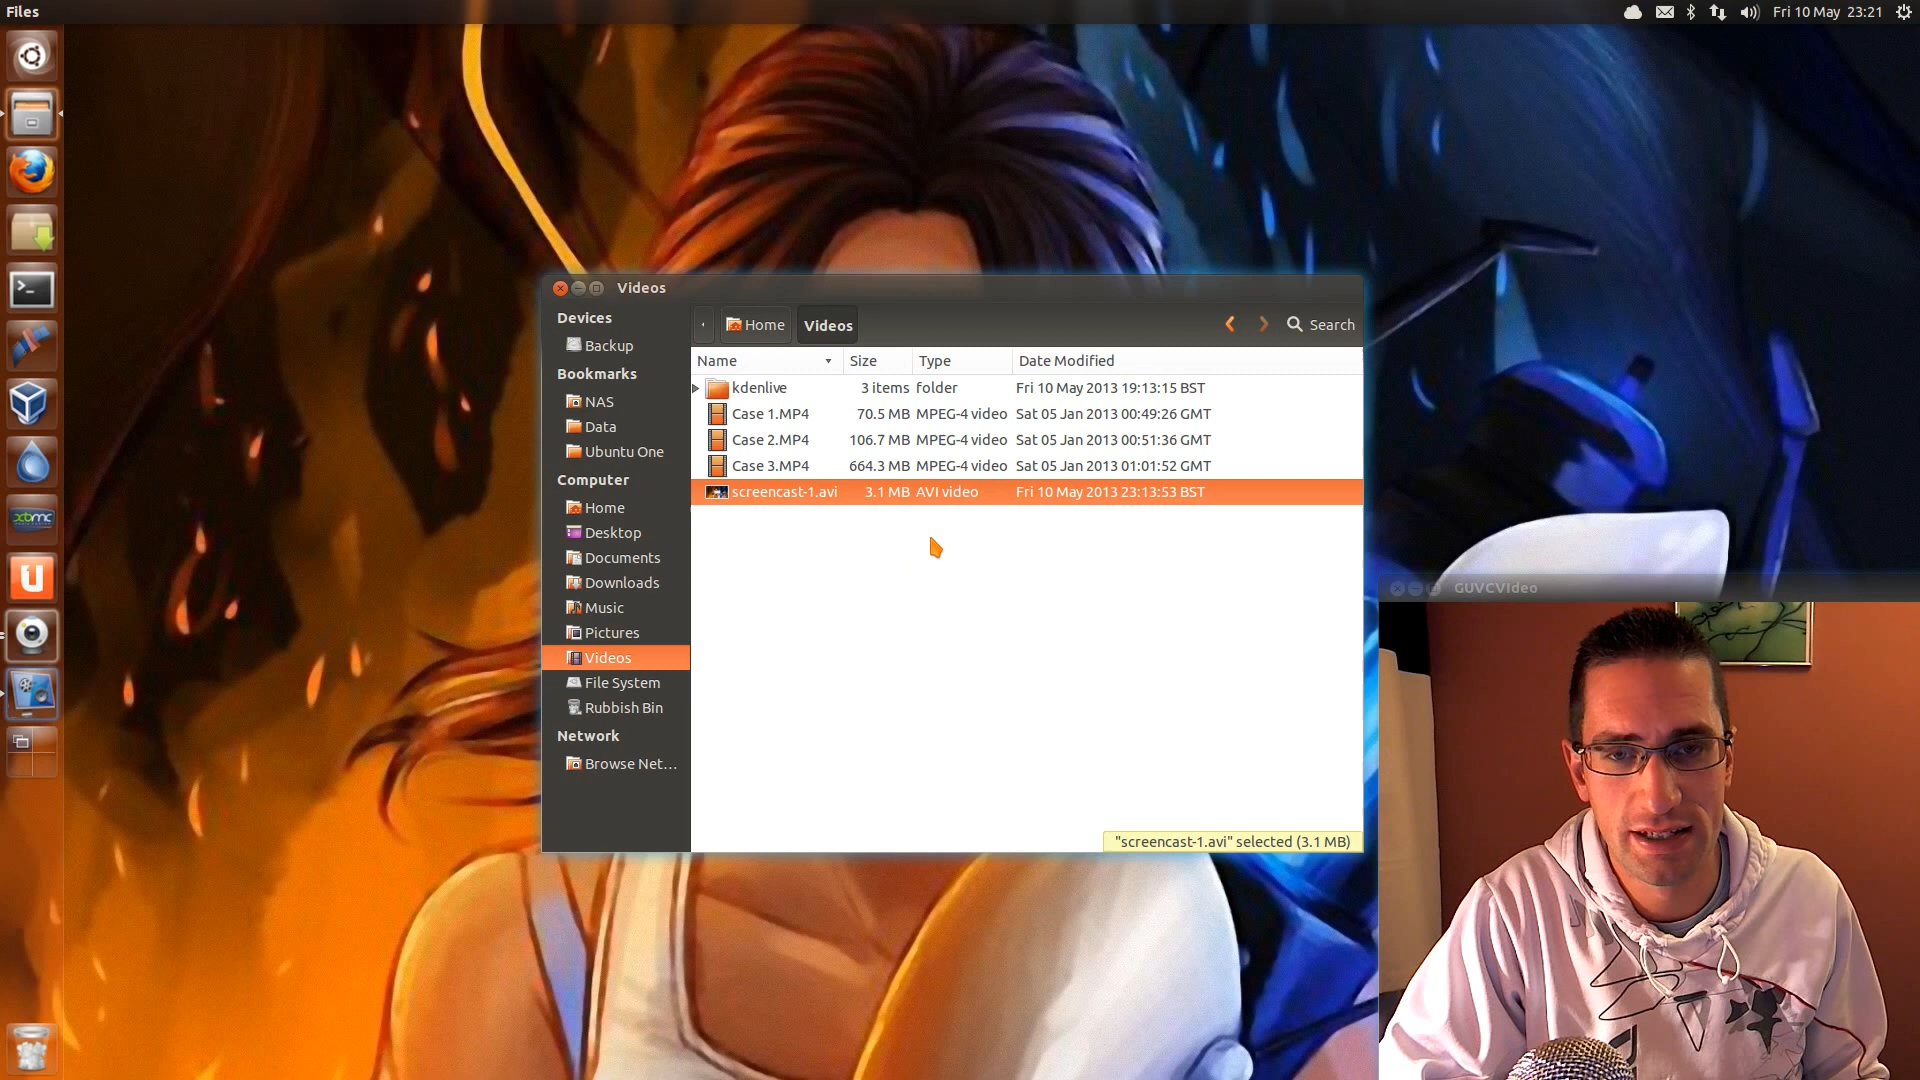 Files
Fri 10 May 23:21
Videos
Devices
Backup
Bookmarks
NAS
Data
Ubuntu One
Computer
Home
Desktop
Documents
Downloads
Music
Pictures
Videos
File System
Rubbish Bin
Network
Browse Net...
Home Videos Search
Name Size Type Date Modified
kdenlive 3 items folder Fri 10 May 2013 19:13:15 BST
Case 1.MP4 70.5 MB MPEG-4 video Sat 05 Jan 2013 00:49:26 GMT
Case 2.MP4 106.7 MB MPEG-4 video Sat 05 Jan 2013 00:51:36 GMT
Case 3.MP4 664.3 MB MPEG-4 video Sat 05 Jan 2013 01:01:52 GMT
screencast-1.avi 3.1 MB AVI video Fri 10 May 2013 23:13:53 BST
"screencast-1.avi" selected (3.1 MB)
GUVCVideo
xbmc
u